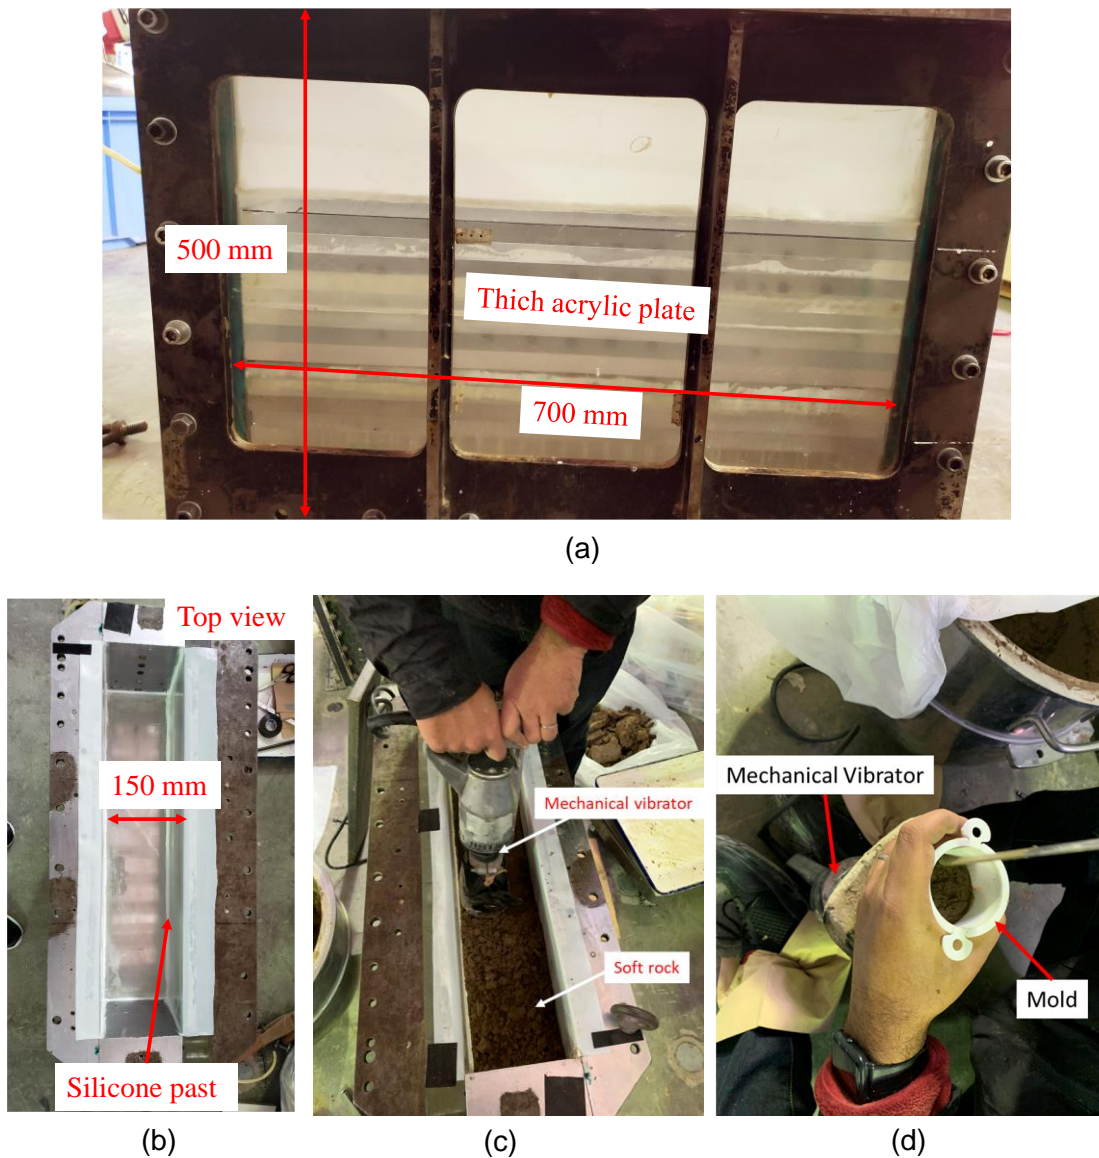 500 mm
Thich acrylic plate
700 mm
(a)
Top view
150 mm
Silicone past
(b)
Mechanical vibrator
Soft rock
(c)
Mechanical Vibrator
Mold
(d)